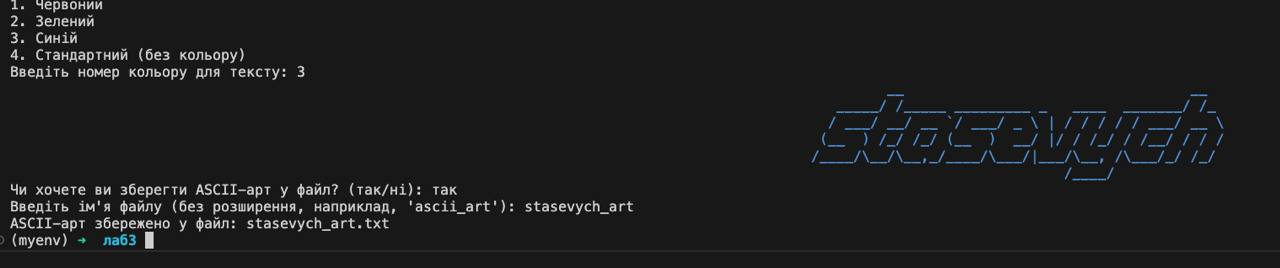 1. Червоний
2. Зелений
3. Синій
4. Стандартний (без кольору)
Введіть номер кольору для тексту: 3
stasevych
Чи хочете ви зберегти ASCII-арт у файл? (так/ні): так
Введіть ім'я файлу (без розширення, наприклад, 'ascii_art'): stasevych_art
ASCII-арт збережено у файл: stasevych_art.txt
(myenv) ➜ лаб3